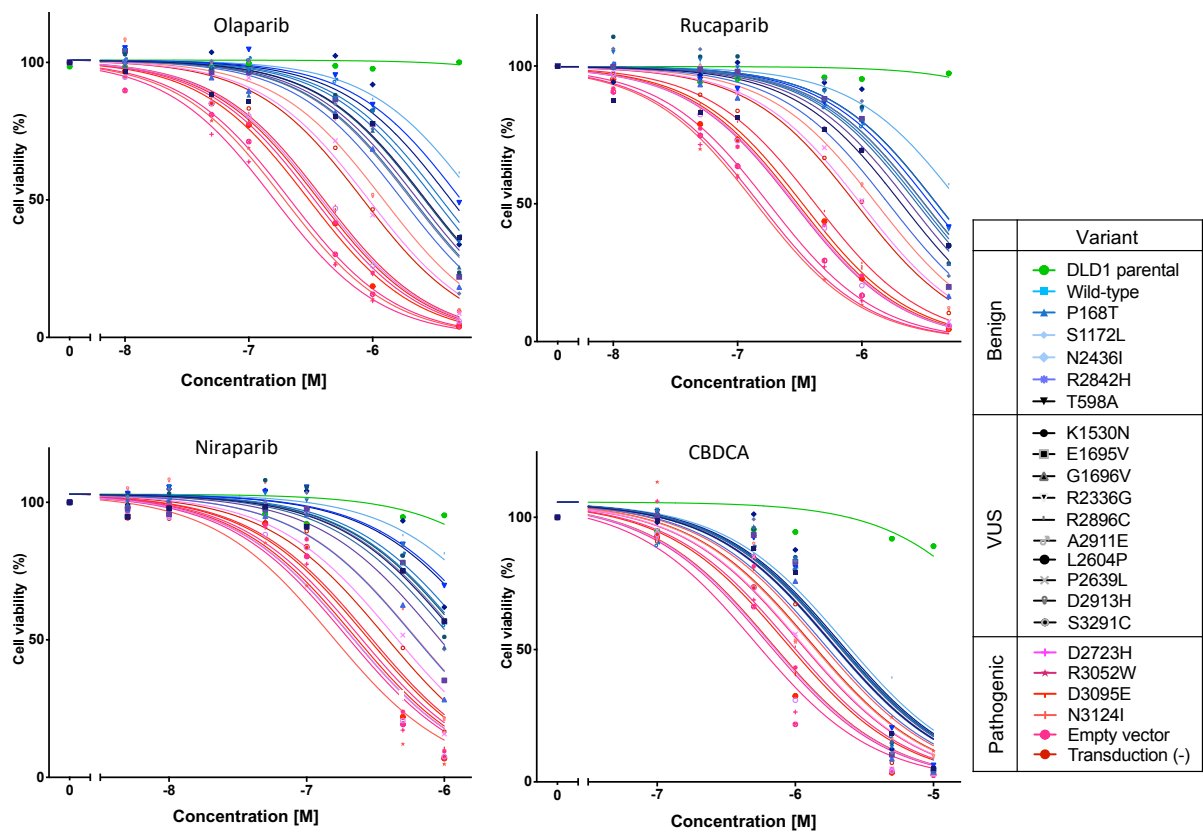 Olaparib
Cell viability (%)
100
50
0
0
-8
-7
-6
Concentration [M]
Rucaparib
Cell viability (%)
100
50
0
0
-8
-7
-6
Concentration [M]
Niraparib
Cell viability (%)
100
50
0
0
-8
-7
-6
Concentration [M]
CBDCA
Cell viability (%)
100
50
0
0
-7
-6
-5
Concentration [M]
Variant
Benign
DLD1 parental
Wild-type
P168T
S1172L
N2436I
R2842H
T598A
VUS
K1530N
E1695V
G1696V
R2336G
R2896C
A2911E
L2604P
P2639L
D2913H
S3291C
Pathogenic
D2723H
R3052W
D3095E
N3124I
Empty vector
Transduction (-)